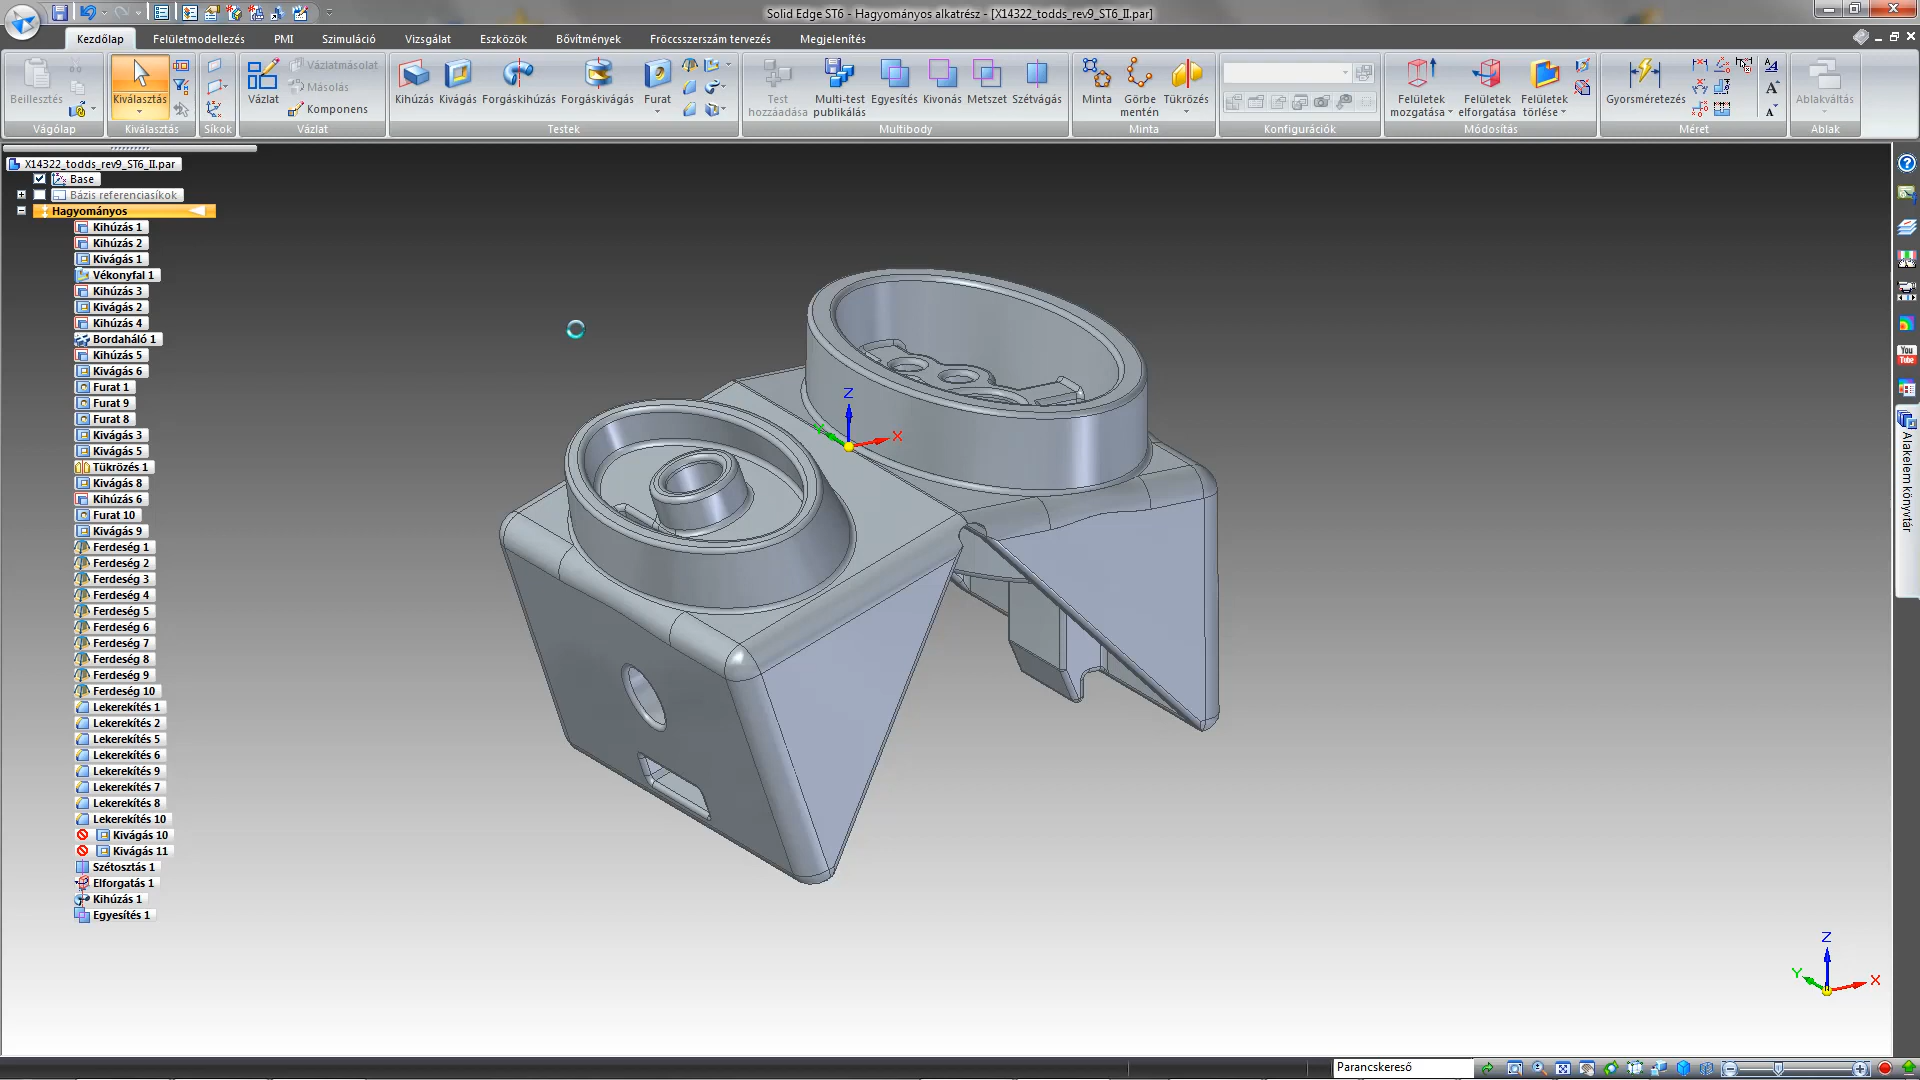 Solid Edge ST6 - Hagyományos alkatrész - [X14322_todds_rev9_ST6_II.par]
Kezdőlap Felületmodellezés PMI Szimuláció Vizsgálat Eszközök Bővítmények Fröccsszerszám tervezés Megjelenítés
Beillesztés
Vágólap
Kiválasztás
Kiválasztás
Síkok
Vázlat
Vázlatmásolat
Másolás
Komponens
Vázlat
Kihúzás Kivágás Forgáskihúzás Forgáskivágás Furat
Testek
Test hozzáadása
Multi-test publikálás
Egyesítés Kivonás Metszet Szétvágás
Multibody
Minta
Görbe mentén
Tükrözés
Minta
Konfigurációk
Felületek mozgatása
Felületek elforgatása
Felületek törlése
Módosítás
Gyorsméretezés
Méret
Ablakváltás
Ablak
X14322_todds_rev9_ST6_II.par
Base
Bázis referenciasíkok
Hagyományos
Kihúzás 1
Kihúzás 2
Kivágás 1
Vékonyfal 1
Kihúzás 3
Kivágás 2
Kihúzás 4
Bordaháló 1
Kihúzás 5
Kivágás 6
Furat 1
Furat 9
Furat 8
Kivágás 3
Kivágás 5
Tükrözés 1
Kivágás 8
Kihúzás 6
Furat 10
Kivágás 9
Ferdeség 1
Ferdeség 2
Ferdeség 3
Ferdeség 4
Ferdeség 5
Ferdeség 6
Ferdeség 7
Ferdeség 8
Ferdeség 9
Ferdeség 10
Lekerekítés 1
Lekerekítés 2
Lekerekítés 5
Lekerekítés 6
Lekerekítés 9
Lekerekítés 7
Lekerekítés 8
Lekerekítés 10
Kivágás 10
Kivágás 11
Szétosztás 1
Elforgatás 1
Kihúzás 1
Egyesítés 1
Z
Y
X
You Tube
Alakelem könyvtár
Z
Y
X
Parancskereső